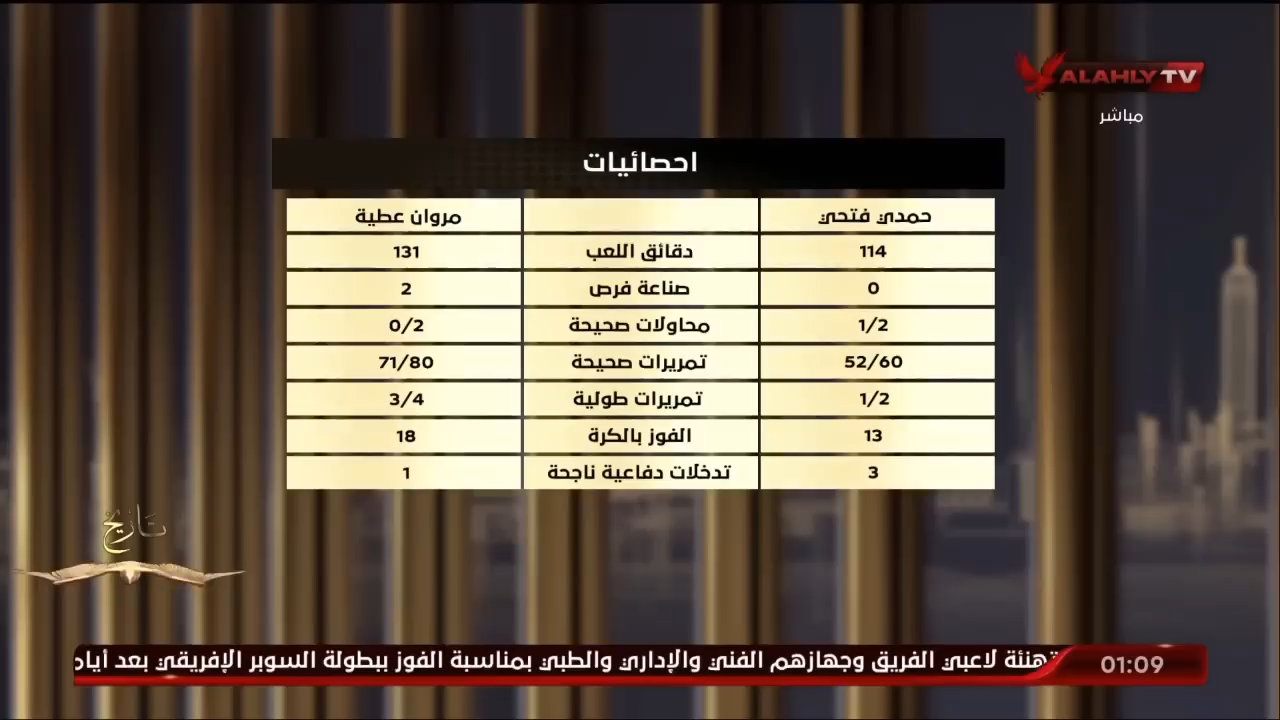 ALAHLY TV
مباشر
احصائيات
حمدي فتحي مروان عطية
114 دقائق اللعب 131
0 صناعة فرص 2
1/2 محاولات صحيحة 0/2
52/60 تمريرات صحيحة 71/80
1/2 تمريرات طولية 3/4
13 الفوز بالكرة 18
3 تدخلات دفاعية ناجحة 1
تاريخ
01:09 تهنئة لاعبي الفريق وجهازهم الفني والإداري والطبي بمناسبة الفوز ببطولة السوبر الإفريقي بعد أيام